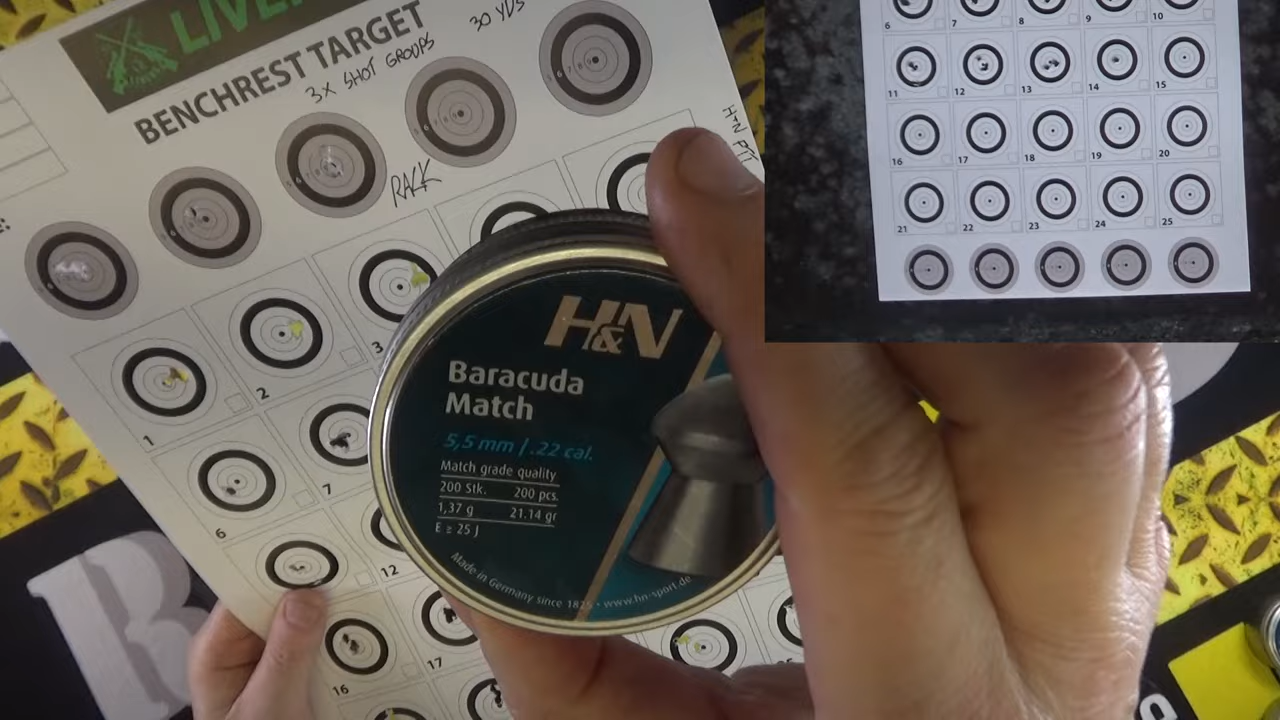 LIVE
BENCHREST TARGET
3X SHOT GROUPS
30 YDS
RACK
H+N
1
2
3
6
7
12
16
17
H&N
Baracuda
Match
5,5 mm / .22 cal.
Match grade quality
200 Stk. 200 pcs.
1,37 g 21.14 gr
E ≥ 25 J
Made in Germany since 1825 • www.hn-sport.de
6 7 8 9 10
11 12 13 14 15
16 17 18 19 20
21 22 23 24 25